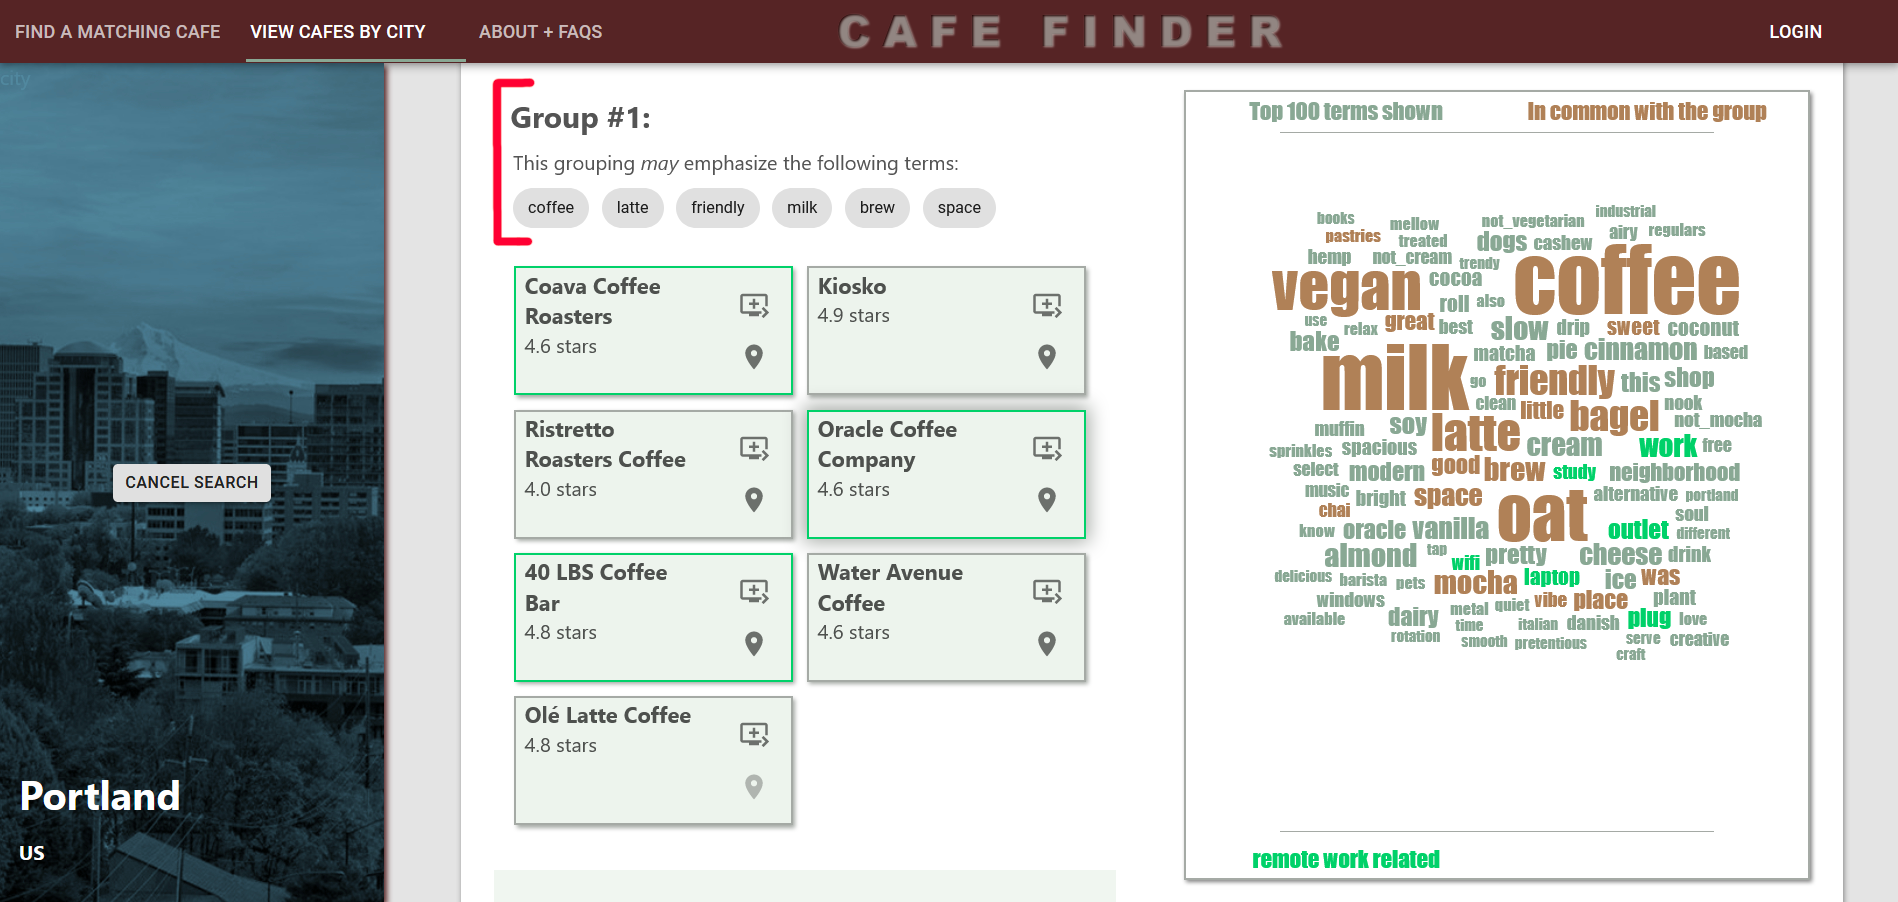 FIND A MATCHING CAFE
VIEW CAFES BY CITY
ABOUT + FAQS
CAFE FINDER
LOGIN
city
CANCEL SEARCH
Portland
US
Group #1:
This grouping may emphasize the following terms:
coffee latte friendly milk brew space
Coava Coffee
Roasters
4.6 stars
Kiosko
4.9 stars
Ristretto
Roasters Coffee
4.0 stars
Oracle Coffee
Company
4.6 stars
40 LBS Coffee
Bar
4.8 stars
Water Avenue
Coffee
4.6 stars
Olé Latte Coffee
4.8 stars
Top 100 terms shown
In common with the group
books mellow not_vegetarian industrial
pastries treated dogs cashew airy regulars
hemp not_cream trendy
vegan cocoa coffee
roll also
use relax great best slow drip sweet coconut
bake milk matcha pie cinnamon based
go friendly this shop
clean little bagel nook
muffin soy latte cream work free not_mocha
sprinkles spacious
select modern good brew study neighborhood
music bright space oat alternative portland
chai soul
know oracle vanilla outlet different
almond tap wifi pretty cheese drink
delicious barista pets mocha laptop ice was
windows metal quiet vibe place plant
available dairy time italian danish plug love
rotation smooth pretentious serve creative
craft
remote work related